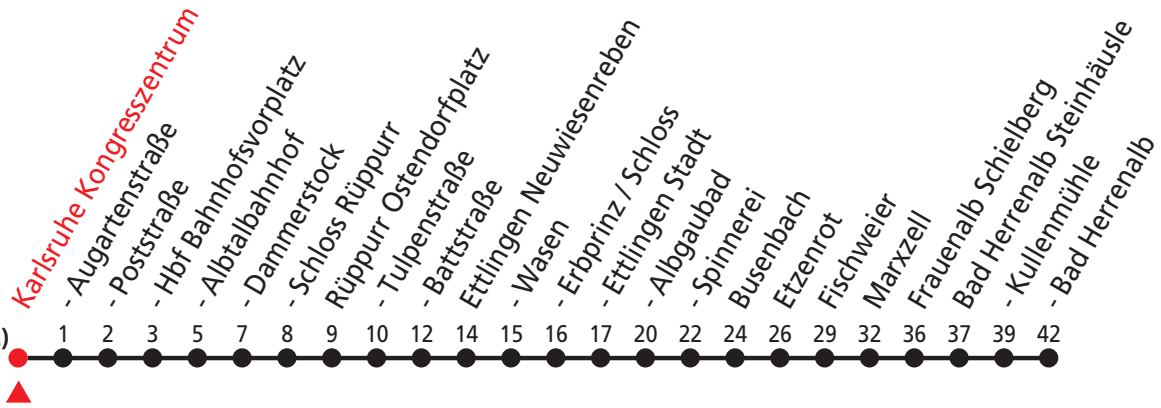 Karlsruhe Kongresszentrum
- Augartenstraße
- Poststraße
- Hbf Bahnhofsvorplatz
- Albtalbahnhof
- Dammerstock
- Schloss Rüppurr
Rüppurr Ostendorfplatz
- Tulpenstraße
- Battstraße
Ettlingen Neuwiesenreben
- Wasen
- Erbprinz / Schloss
- Ettlingen Stadt
- Albgaubad
- Spinnerei
Busenbach
Etzenrot
Fischweier
Marxzell
Frauenalb Schielberg
Bad Herrenalb Steinhäusle
- Kullenmühle
- Bad Herrenalb
) 1 2 3 5 7 8 9 10 12 14 15 16 17 20 22 24 26 29 32 36 37 39 42